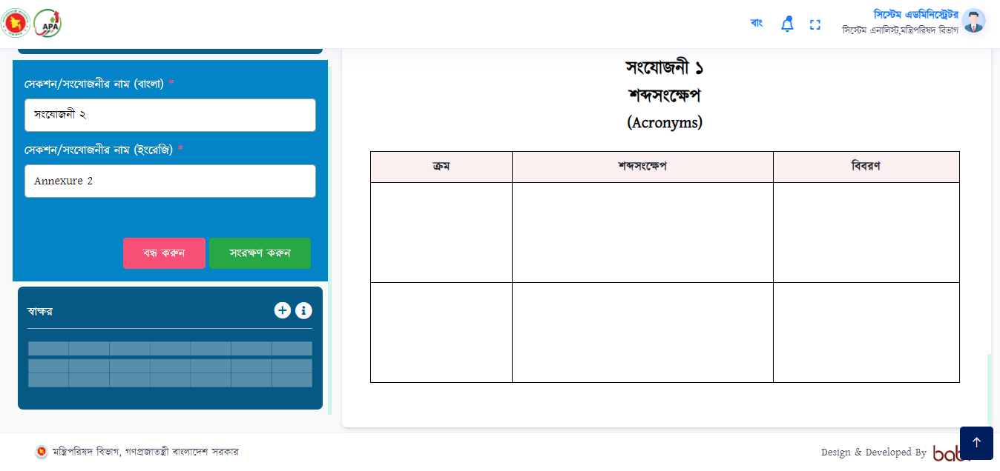 APA
বাং
সিস্টেম এডমিনিস্ট্রেটর
সিস্টেম এনালিস্ট,মন্ত্রিপরিষদ বিভাগ
সেকশন/সংযোজনীর নাম (বাংলা) *
সংযোজনী ২
সেকশন/সংযোজনীর নাম (ইংরেজি) *
Annexure 2
বন্ধ করুন
সংরক্ষণ করুন
স্বাক্ষর
সংযোজনী ১
শব্দসংক্ষেপ
(Acronyms)
ক্রম
শব্দসংক্ষেপ
বিবরণ
মন্ত্রিপরিষদ বিভাগ, গণপ্রজাতন্ত্রী বাংলাদেশ সরকার
Design & Developed By